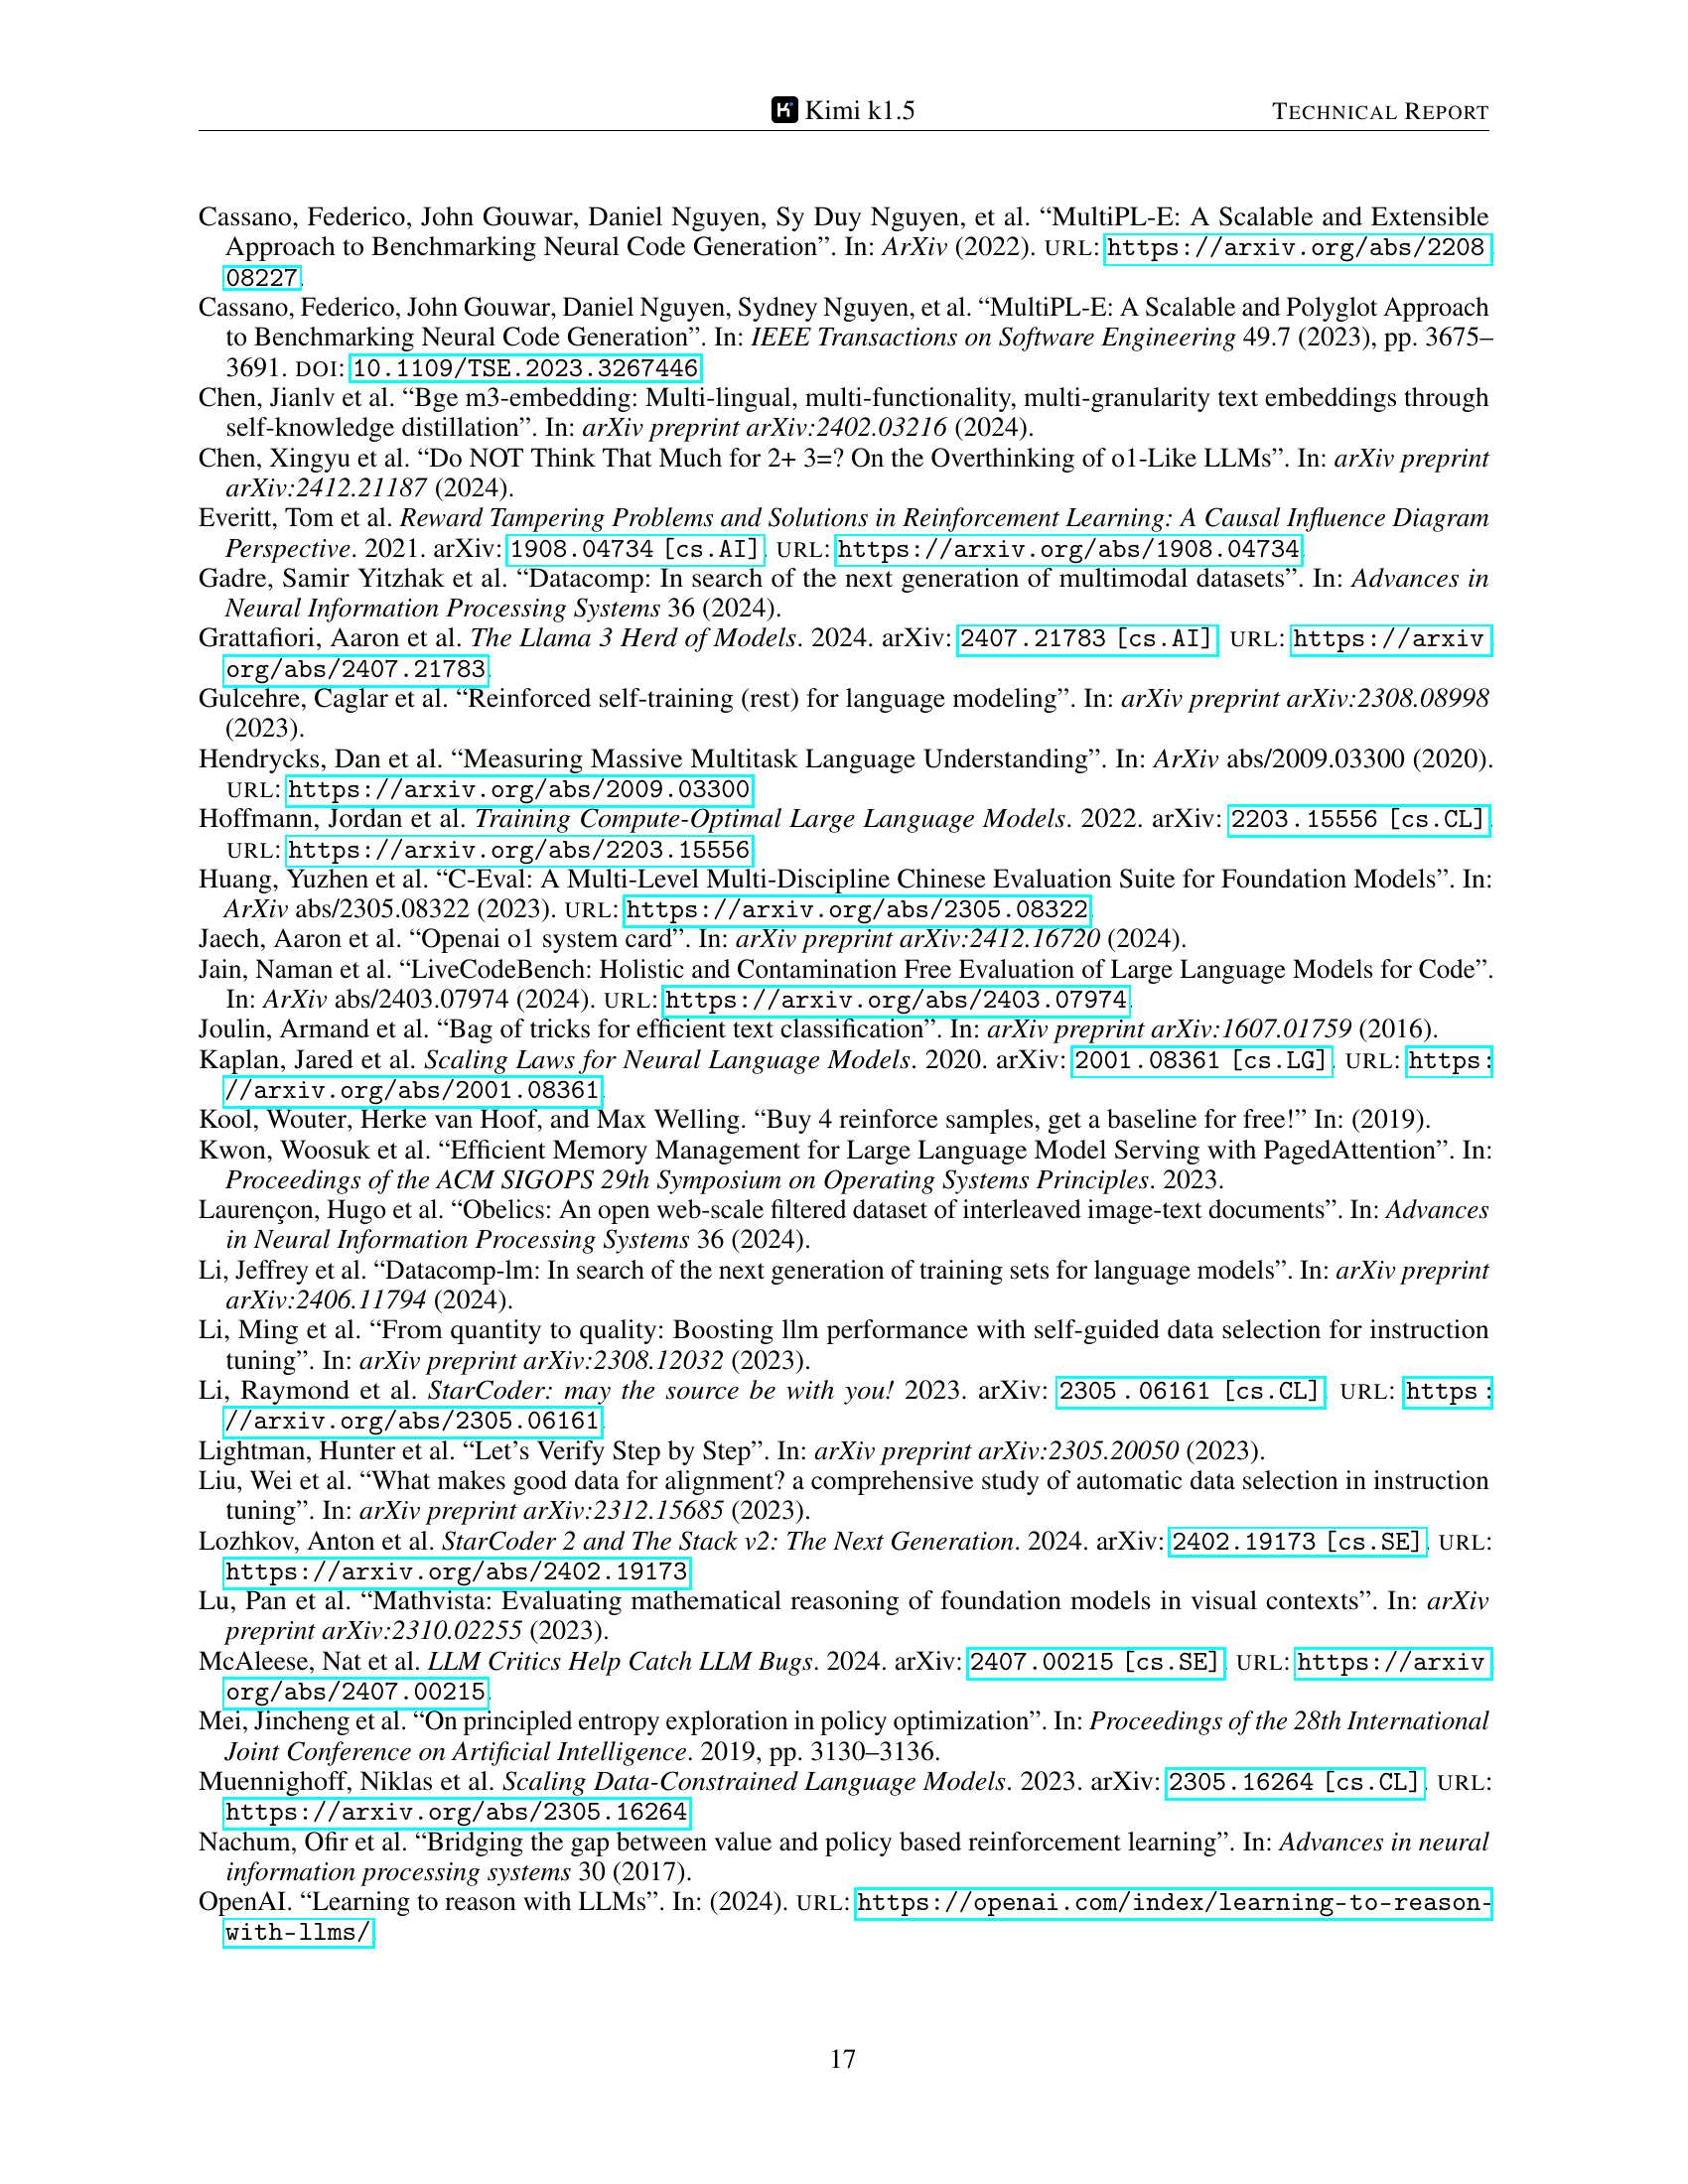 Kimi k1.5 TECHNICAL REPORT
Cassano, Federico, John Gouwar, Daniel Nguyen, Sy Duy Nguyen, et al. “MultiPL-E: A Scalable and Extensible
Approach to Benchmarking Neural Code Generation”. In: ArXiv (2022). URL: https://arxiv.org/abs/2208
08227.
Cassano, Federico, John Gouwar, Daniel Nguyen, Sydney Nguyen, et al. “MultiPL-E: A Scalable and Polyglot Approach
to Benchmarking Neural Code Generation”. In: IEEE Transactions on Software Engineering 49.7 (2023), pp. 3675–
3691. DOI: 10.1109/TSE.2023.3267446.
Chen, Jianlv et al. “Bge m3-embedding: Multi-lingual, multi-functionality, multi-granularity text embeddings through
self-knowledge distillation”. In: arXiv preprint arXiv:2402.03216 (2024).
Chen, Xingyu et al. “Do NOT Think That Much for 2+ 3=? On the Overthinking of o1-Like LLMs”. In: arXiv preprint
arXiv:2412.21187 (2024).
Everitt, Tom et al. Reward Tampering Problems and Solutions in Reinforcement Learning: A Causal Influence Diagram
Perspective. 2021. arXiv: 1908.04734 [cs.AI]. URL: https://arxiv.org/abs/1908.04734.
Gadre, Samir Yitzhak et al. “Datacomp: In search of the next generation of multimodal datasets”. In: Advances in
Neural Information Processing Systems 36 (2024).
Grattafiori, Aaron et al. The Llama 3 Herd of Models. 2024. arXiv: 2407.21783 [cs.AI]. URL: https://arxiv
org/abs/2407.21783.
Gulcehre, Caglar et al. “Reinforced self-training (rest) for language modeling”. In: arXiv preprint arXiv:2308.08998
(2023).
Hendrycks, Dan et al. “Measuring Massive Multitask Language Understanding”. In: ArXiv abs/2009.03300 (2020).
URL: https://arxiv.org/abs/2009.03300.
Hoffmann, Jordan et al. Training Compute-Optimal Large Language Models. 2022. arXiv: 2203.15556 [cs.CL].
URL: https://arxiv.org/abs/2203.15556.
Huang, Yuzhen et al. “C-Eval: A Multi-Level Multi-Discipline Chinese Evaluation Suite for Foundation Models”. In:
ArXiv abs/2305.08322 (2023). URL: https://arxiv.org/abs/2305.08322.
Jaech, Aaron et al. “Openai o1 system card”. In: arXiv preprint arXiv:2412.16720 (2024).
Jain, Naman et al. “LiveCodeBench: Holistic and Contamination Free Evaluation of Large Language Models for Code”.
In: ArXiv abs/2403.07974 (2024). URL: https://arxiv.org/abs/2403.07974.
Joulin, Armand et al. “Bag of tricks for efficient text classification”. In: arXiv preprint arXiv:1607.01759 (2016).
Kaplan, Jared et al. Scaling Laws for Neural Language Models. 2020. arXiv: 2001.08361 [cs.LG]. URL: https:
//arxiv.org/abs/2001.08361.
Kool, Wouter, Herke van Hoof, and Max Welling. “Buy 4 reinforce samples, get a baseline for free!” In: (2019).
Kwon, Woosuk et al. “Efficient Memory Management for Large Language Model Serving with PagedAttention”. In:
Proceedings of the ACM SIGOPS 29th Symposium on Operating Systems Principles. 2023.
Laurençon, Hugo et al. “Obelics: An open web-scale filtered dataset of interleaved image-text documents”. In: Advances
in Neural Information Processing Systems 36 (2024).
Li, Jeffrey et al. “Datacomp-lm: In search of the next generation of training sets for language models”. In: arXiv preprint
arXiv:2406.11794 (2024).
Li, Ming et al. “From quantity to quality: Boosting llm performance with self-guided data selection for instruction
tuning”. In: arXiv preprint arXiv:2308.12032 (2023).
Li, Raymond et al. StarCoder: may the source be with you! 2023. arXiv: 2305.06161 [cs.CL]. URL: https:
//arxiv.org/abs/2305.06161.
Lightman, Hunter et al. “Let’s Verify Step by Step”. In: arXiv preprint arXiv:2305.20050 (2023).
Liu, Wei et al. “What makes good data for alignment? a comprehensive study of automatic data selection in instruction
tuning”. In: arXiv preprint arXiv:2312.15685 (2023).
Lozhkov, Anton et al. StarCoder 2 and The Stack v2: The Next Generation. 2024. arXiv: 2402.19173 [cs.SE]. URL:
https://arxiv.org/abs/2402.19173.
Lu, Pan et al. “Mathvista: Evaluating mathematical reasoning of foundation models in visual contexts”. In: arXiv
preprint arXiv:2310.02255 (2023).
McAleese, Nat et al. LLM Critics Help Catch LLM Bugs. 2024. arXiv: 2407.00215 [cs.SE]. URL: https://arxiv
org/abs/2407.00215.
Mei, Jincheng et al. “On principled entropy exploration in policy optimization”. In: Proceedings of the 28th International
Joint Conference on Artificial Intelligence. 2019, pp. 3130–3136.
Muennighoff, Niklas et al. Scaling Data-Constrained Language Models. 2023. arXiv: 2305.16264 [cs.CL]. URL:
https://arxiv.org/abs/2305.16264.
Nachum, Ofir et al. “Bridging the gap between value and policy based reinforcement learning”. In: Advances in neural
information processing systems 30 (2017).
OpenAI. “Learning to reason with LLMs”. In: (2024). URL: https://openai.com/index/learning-to-reason-
with-llms/.
17